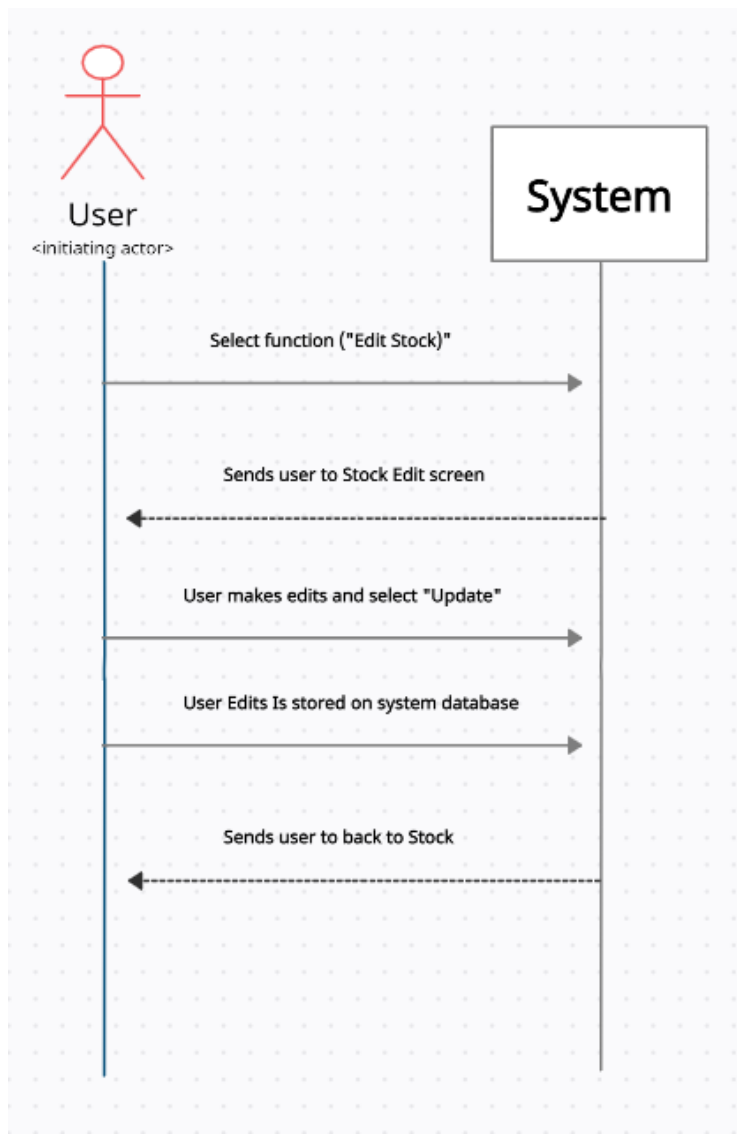 System
User
<initiating actor>
Select function ("Edit Stock)"
Sends user to Stock Edit screen
User makes edits and select "Update"
User Edits Is stored on system database
Sends user to back to Stock